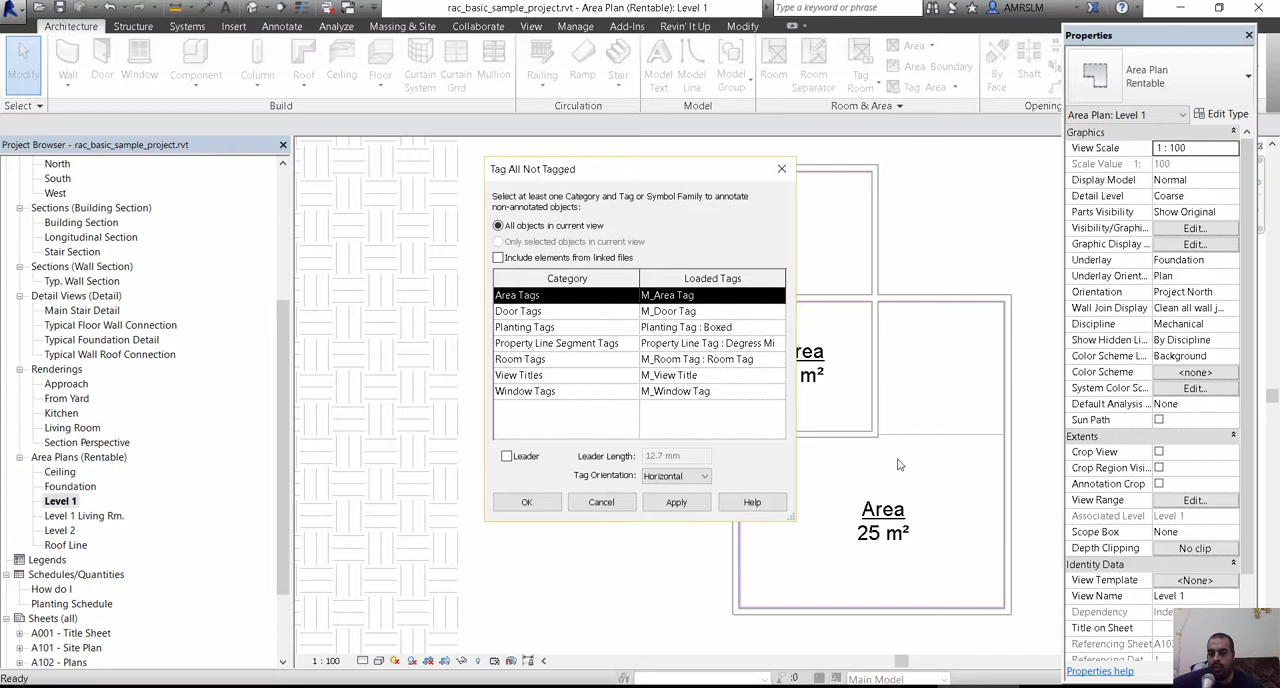 rac_basic_sample_project.rvt - Area Plan (Rentable): Level 1
Type a keyword or phrase
AMRSLM
Architecture Structure Systems Insert Annotate Analyze Massing & Site Collaborate View Manage Add-Ins Revin'It Up Modify
Modify
Wall
Door
Window
Component
Column
Roof
Ceiling
Floor
Curtain System
Curtain Grid
Mullion
Railing
Ramp
Stair
Model Text
Model Line
Model Group
Room
Room Separator
Tag Room
Area
Area Boundary
Tag Area
By Face
Shaft
Select
Build
Circulation
Model
Room & Area
Opening
Project Browser - rac_basic_sample_project.rvt
North
South
West
Sections (Building Section)
Building Section
Longitudinal Section
Stair Section
Sections (Wall Section)
Typ. Wall Section
Detail Views (Detail)
Main Stair Detail
Typical Floor Wall Connection
Typical Foundation Detail
Typical Wall Roof Connection
Renderings
Approach
From Yard
Kitchen
Living Room
Section Perspective
Area Plans (Rentable)
Ceiling
Foundation
Level 1
Level 1 Living Rm.
Level 2
Roof Line
Legends
Schedules/Quantities
How do I
Planting Schedule
Sheets (all)
A001 - Title Sheet
A101 - Site Plan
A102 - Plans
Ready
Tag All Not Tagged
Select at least one Category and Tag or Symbol Family to annotate
non-annotated objects:
All objects in current view
Only selected objects in current view
Include elements from linked files
Category Loaded Tags
Area Tags M_Area Tag
Door Tags M_Door Tag
Planting Tags Planting Tag : Boxed
Property Line Segment Tags Property Line Tag : Degress Mi
Room Tags M_Room Tag : Room Tag
View Titles M_View Title
Window Tags M_Window Tag
Leader Leader Length: 12.7 mm
Tag Orientation: Horizontal
OK Cancel Apply Help
rea
m²
Area
25 m²
1 : 100
:0
Main Model
Properties
Area Plan
Rentable
Area Plan: Level 1 Edit Type
Graphics
View Scale 1 : 100
Scale Value 1: 100
Display Model Normal
Detail Level Coarse
Parts Visibility Show Original
Visibility/Graphi... Edit...
Graphic Display ... Edit...
Underlay Foundation
Underlay Orient... Plan
Orientation Project North
Wall Join Display Clean all wall j...
Discipline Mechanical
Show Hidden Li... By Discipline
Color Scheme L... Background
Color Scheme <none>
System Color Sc... Edit...
Default Analysis ... None
Sun Path
Extents
Crop View
Crop Region Visi...
Annotation Crop
View Range Edit...
Associated Level Level 1
Scope Box None
Depth Clipping No clip
Identity Data
View Template <None>
View Name Level 1
Dependency Inde
Title on Sheet
Referencing Sheet A102
Referencing Det... 1
Properties help